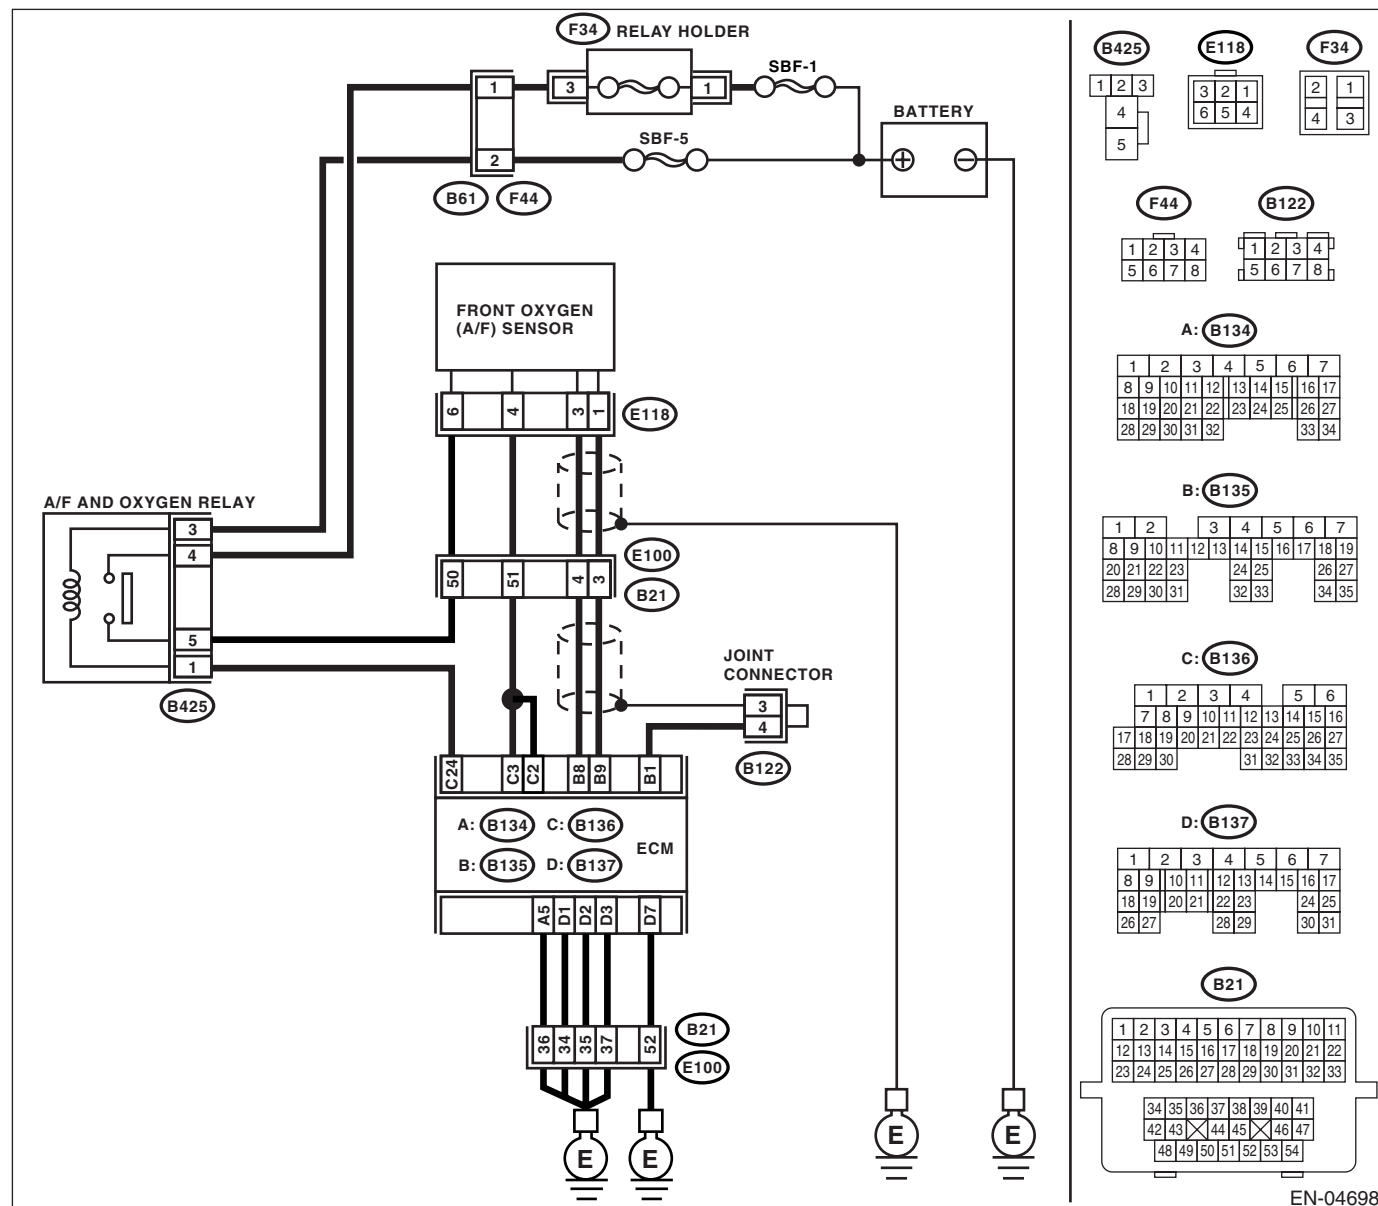 F34 RELAY HOLDER
SBF-1
1
3
1
BATTERY
SBF-5
2
B61 F44
FRONT OXYGEN
(A/F) SENSOR
6 4 3 1
E118
A/F AND OXYGEN RELAY
3
4
5
1
B425
E100
50 51 4 3
B21
JOINT
CONNECTOR
3
4
B122
C24 C3 C2 B8 B9 B1
A: B134 C: B136
ECM
B: B135 D: B137
A5 D1 D2 D3 D7
36 34 35 37 52
B21
E100
E E E E
B425 E118 F34
1 2 3
4
5
3 2 1
6 5 4
2 1
4 3
F44 B122
1 2 3 4
5 6 7 8
1 2 3 4
5 6 7 8
A: B134
1 2 3 4 5 6 7
8 9 10 11 12 13 14 15 16 17
18 19 20 21 22 23 24 25 26 27
28 29 30 31 32 33 34
B: B135
1 2 3 4 5 6 7
8 9 10 11 12 13 14 15 16 17 18 19
20 21 22 23 24 25 26 27
28 29 30 31 32 33 34 35
C: B136
1 2 3 4 5 6
7 8 9 10 11 12 13 14 15 16
17 18 19 20 21 22 23 24 25 26 27
28 29 30 31 32 33 34 35
D: B137
1 2 3 4 5 6 7
8 9 10 11 12 13 14 15 16 17
18 19 20 21 22 23 24 25
26 27 28 29 30 31
B21
1 2 3 4 5 6 7 8 9 10 11
12 13 14 15 16 17 18 19 20 21 22
23 24 25 26 27 28 29 30 31 32 33
34 35 36 37 38 39 40 41
42 43 44 45 46 47
48 49 50 51 52 53 54
EN-04698